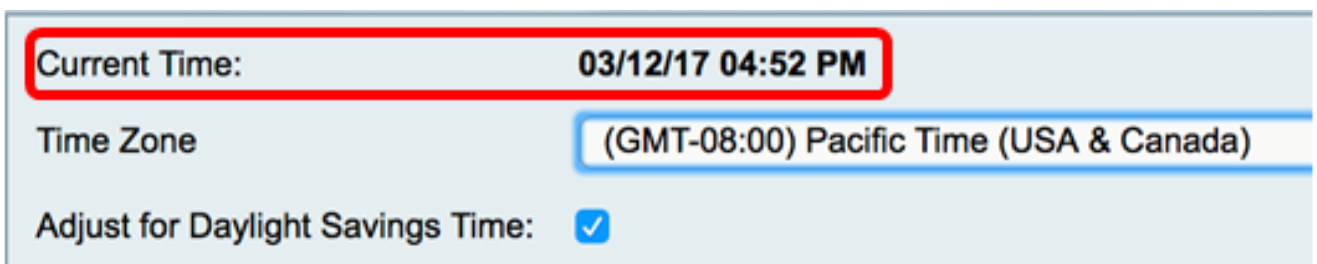 Current Time: 03/12/17 04:52 PM
Time Zone (GMT-08:00) Pacific Time (USA & Canada)
Adjust for Daylight Savings Time: